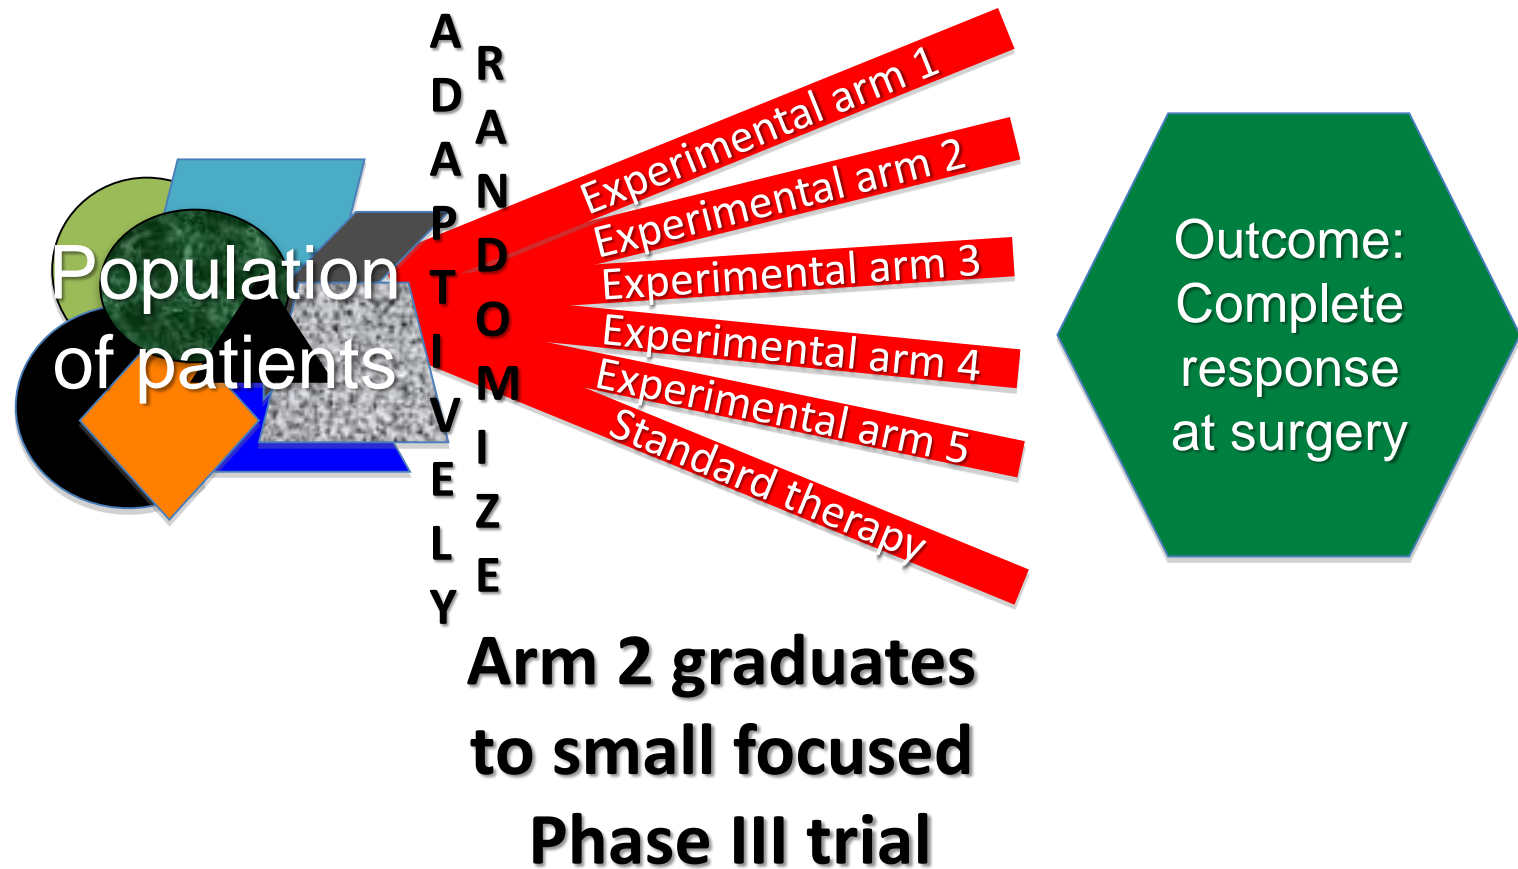 Population
of patients
ADAPTIVELY
RANDOMIZE
Experimental arm 1
Experimental arm 2
Experimental arm 3
Experimental arm 4
Experimental arm 5
Standard therapy
Outcome:
Complete
response
at surgery
Arm 2 graduates
to small focused
Phase III trial